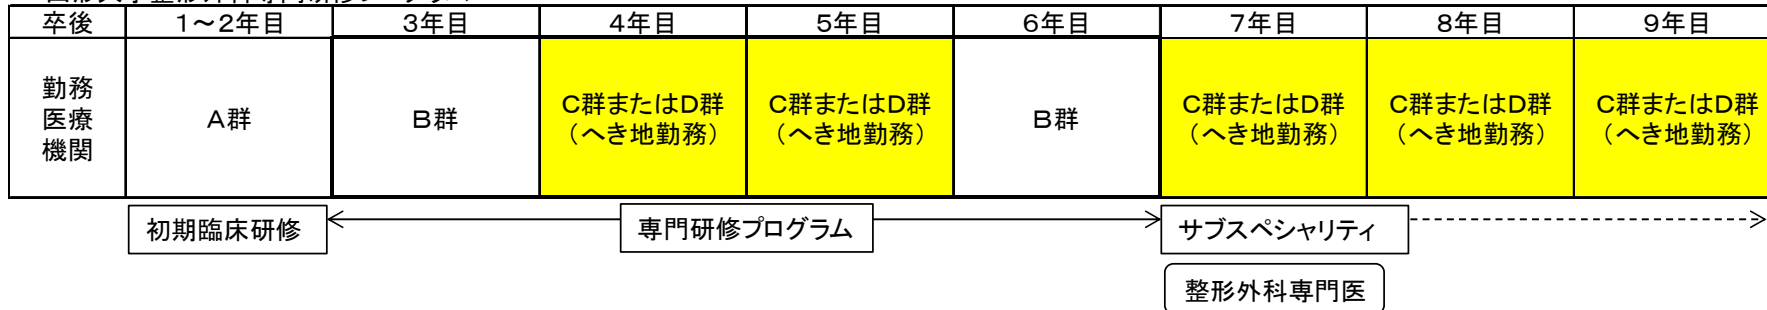 卒後 1～2年目 3年目 4年目 5年目 6年目 7年目 8年目 9年目
勤務
医療
機関
A群
B群
C群またはD群
（へき地勤務）
C群またはD群
（へき地勤務）
B群
C群またはD群
（へき地勤務）
C群またはD群
（へき地勤務）
C群またはD群
（へき地勤務）
初期臨床研修 専門研修プログラム サブスペシャリティ
整形外科専門医